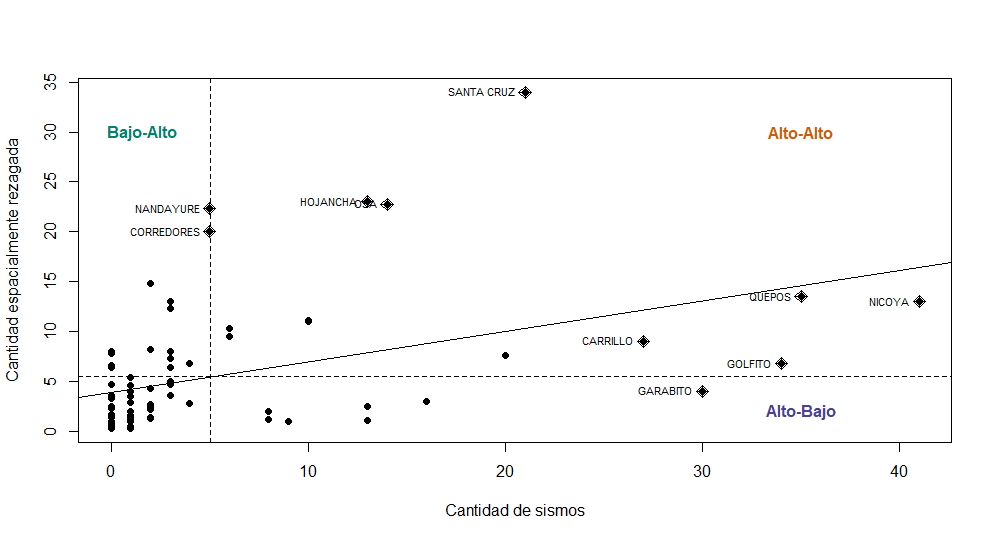 35
30
25
20
15
10
5
0
Cantidad espacialmente rezagada
SANTA CRUZ
Bajo-Alto
Alto-Alto
HOJANCHA
OSA
NANDAYURE
CORREDORES
QUEPOS
NICOYA
CARRILLO
GOLFITO
GARABITO
Alto-Bajo
0 10 20 30 40
Cantidad de sismos